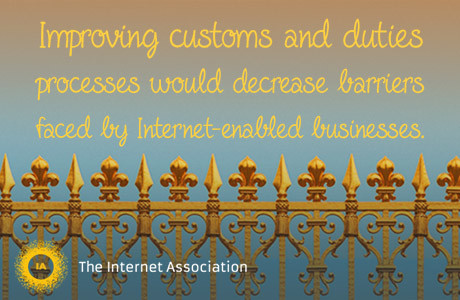 Improving customs and duties
processes would decrease barriers
faced by Internet-enabled businesses.
IA
The Internet Association